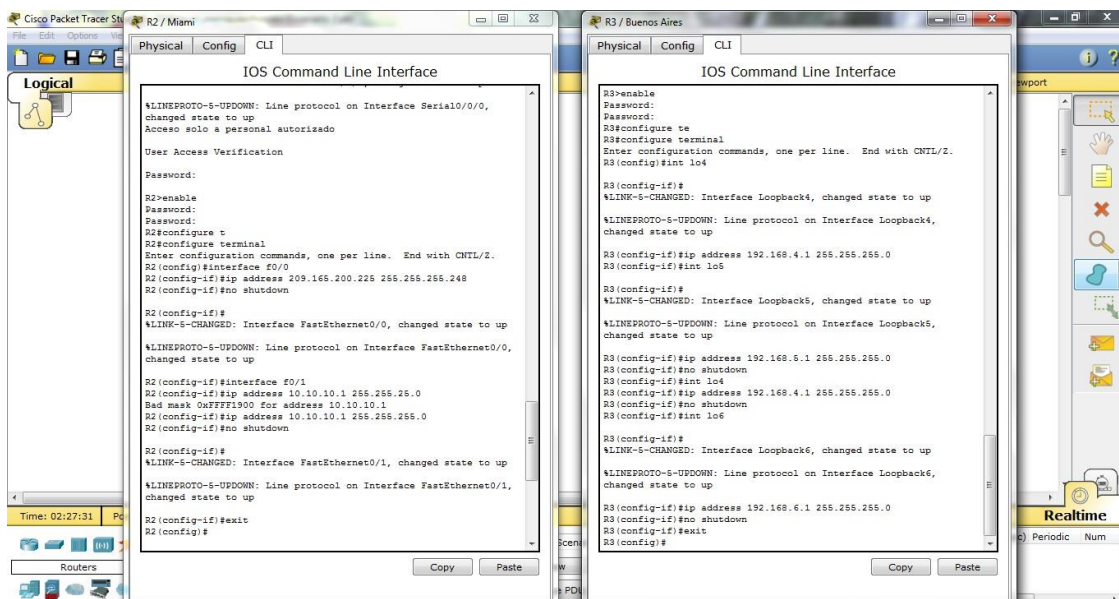 Cisco Packet Tracer Stu
File Edit Options
Logical
Time: 02:27:31
Routers
R2 / Miami
Physical Config CLI
IOS Command Line Interface
%LINEPROTO-5-UPDOWN: Line protocol on Interface Serial0/0/0,
changed state to up
Acceso solo a personal autorizado
User Access Verification
Password:
R2>enable
Password:
Password:
R2#configure t
R2#configure terminal
Enter configuration commands, one per line. End with CNTL/Z.
R2(config)#interface f0/0
R2(config-if)#ip address 209.165.200.225 255.255.255.248
R2(config-if)#no shutdown
R2(config-if)#
%LINK-5-CHANGED: Interface FastEthernet0/0, changed state to up
%LINEPROTO-5-UPDOWN: Line protocol on Interface FastEthernet0/0,
changed state to up
R2(config-if)#interface f0/1
R2(config-if)#ip address 10.10.10.1 255.255.25.0
Bad mask 0xFFFF1900 for address 10.10.10.1
R2(config-if)#ip address 10.10.10.1 255.255.255.0
R2(config-if)#no shutdown
R2(config-if)#
%LINK-5-CHANGED: Interface FastEthernet0/1, changed state to up
%LINEPROTO-5-UPDOWN: Line protocol on Interface FastEthernet0/1,
changed state to up
R2(config-if)#exit
R2(config)#
Copy Paste
R3 / Buenos Aires
Physical Config CLI
IOS Command Line Interface
R3>enable
Password:
Password:
R3#configure te
R3#configure terminal
Enter configuration commands, one per line. End with CNTL/Z.
R3(config)#int lo4
R3(config-if)#
%LINK-5-CHANGED: Interface Loopback4, changed state to up
%LINEPROTO-5-UPDOWN: Line protocol on Interface Loopback4,
changed state to up
R3(config-if)#ip address 192.168.4.1 255.255.255.0
R3(config-if)#int lo5
R3(config-if)#
%LINK-5-CHANGED: Interface Loopback5, changed state to up
%LINEPROTO-5-UPDOWN: Line protocol on Interface Loopback5,
changed state to up
R3(config-if)#ip address 192.168.5.1 255.255.255.0
R3(config-if)#no shutdown
R3(config-if)#int lo4
R3(config-if)#ip address 192.168.4.1 255.255.255.0
R3(config-if)#no shutdown
R3(config-if)#int lo6
R3(config-if)#
%LINK-5-CHANGED: Interface Loopback6, changed state to up
%LINEPROTO-5-UPDOWN: Line protocol on Interface Loopback6,
changed state to up
R3(config-if)#ip address 192.168.6.1 255.255.255.0
R3(config-if)#no shutdown
R3(config-if)#exit
R3(config)#
Copy Paste
ewport
Realtime
Periodic Num